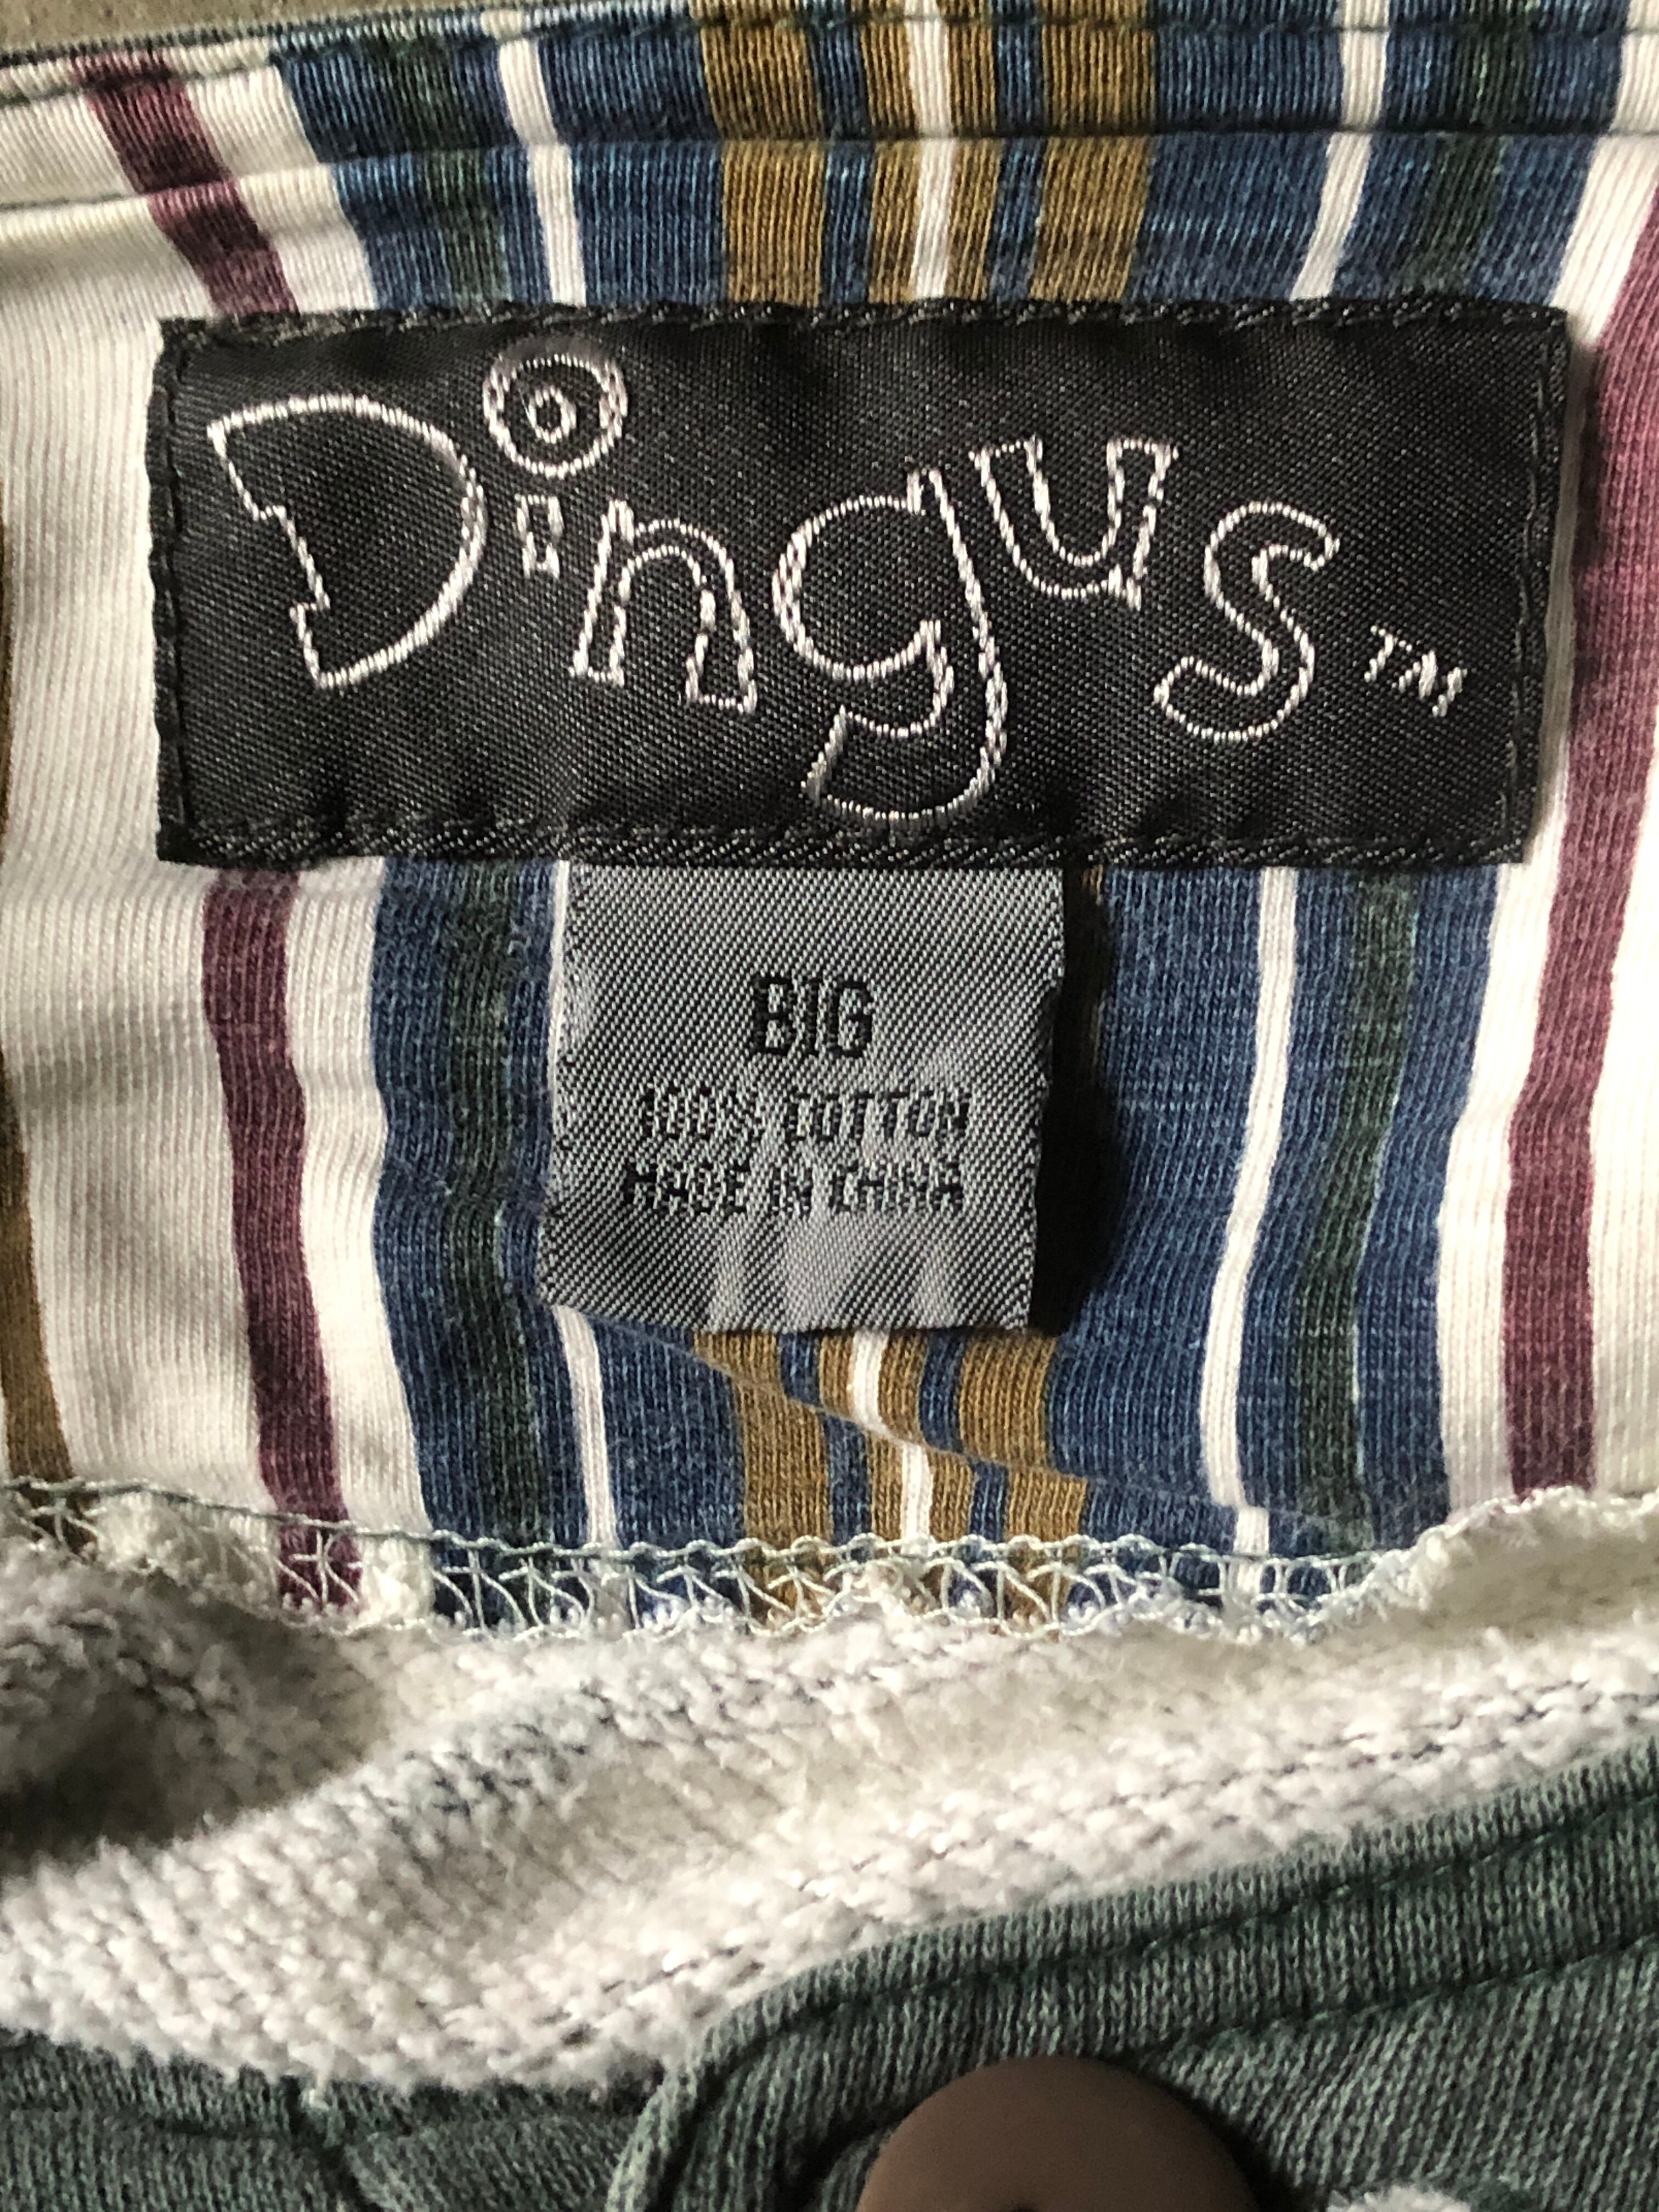 Dingus™
BIG
100% COTTON
MADE IN CHINA